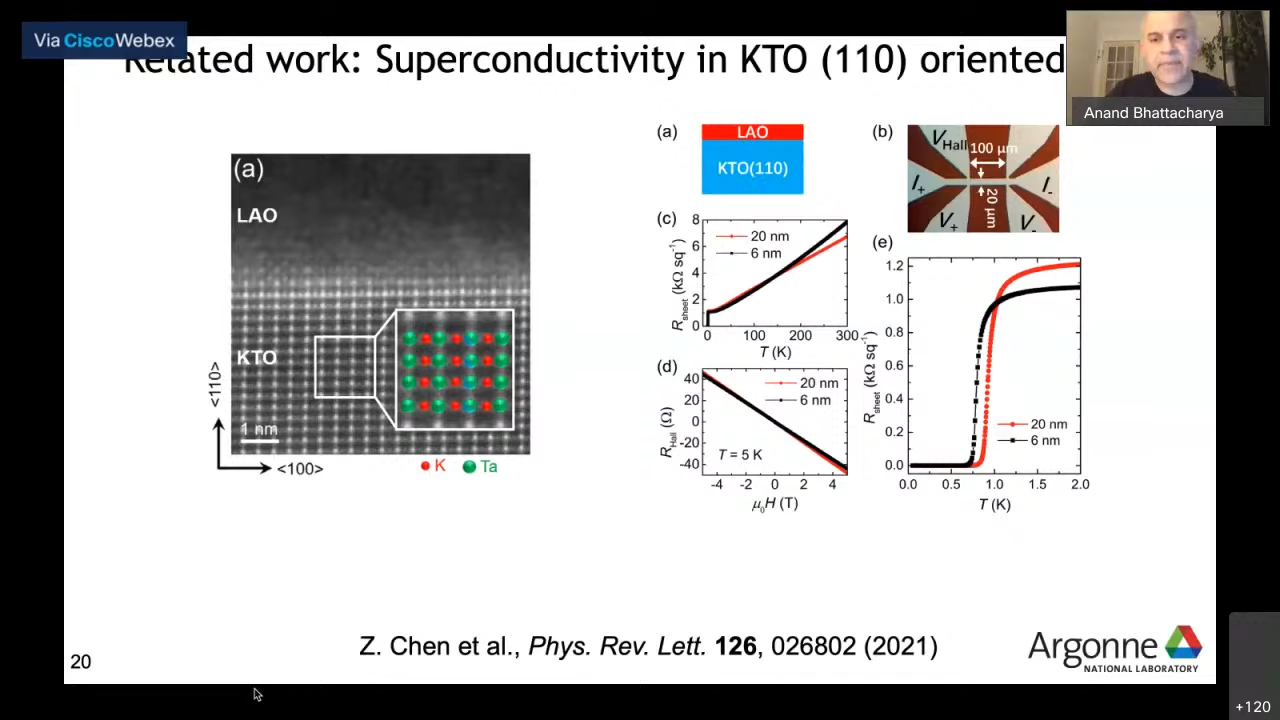 Via Cisco Webex
Related work: Superconductivity in KTO (110) oriented
Anand Bhattacharya
(a)
LAO
KTO
<110>
1 nm
<100>
K
Ta
(a)
LAO
KTO(110)
(b)
V_Hall
100 μm
I+
I-
20 μm
V+
V-
(c)
8
6
4
2
0
R_sheet (kΩ sq⁻¹)
20 nm
6 nm
0 100 200 300
T (K)
(d)
40
20
0
-20
-40
R_Hall (Ω)
20 nm
6 nm
T = 5 K
-4 -2 0 2 4
μ₀H (T)
(e)
1.2
1.0
0.8
0.6
0.4
0.2
0.0
R_sheet (kΩ sq⁻¹)
20 nm
6 nm
0.0 0.5 1.0 1.5 2.0
T (K)
Z. Chen et al., Phys. Rev. Lett. 126, 026802 (2021)
Argonne
NATIONAL LABORATORY
20
+120